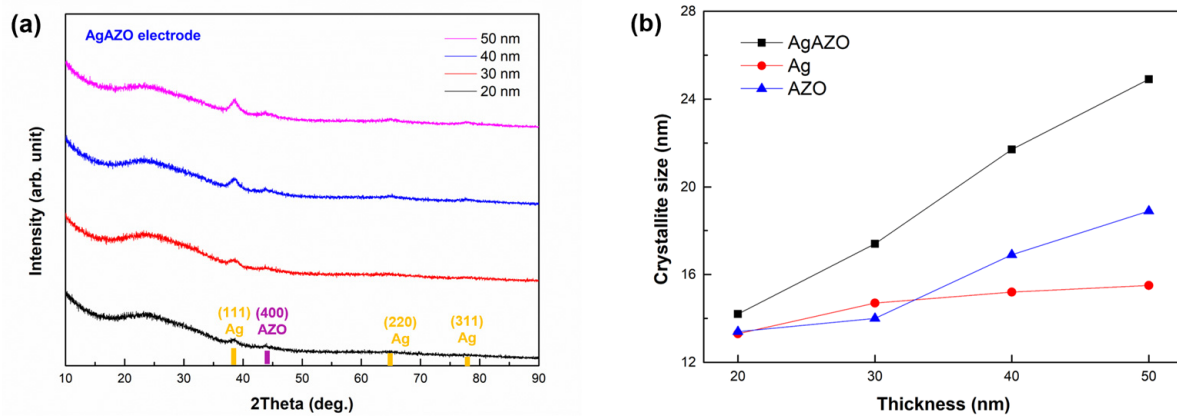 (a)
AgAZO electrode
50 nm
40 nm
30 nm
20 nm
Intensity (arb. unit)
(111)
Ag
(400)
AZO
(220)
Ag
(311)
Ag
10 20 30 40 50 60 70 80 90
2Theta (deg.)
(b)
AgAZO
Ag
AZO
Crystallite size (nm)
28
24
20
16
12
20 30 40 50
Thickness (nm)